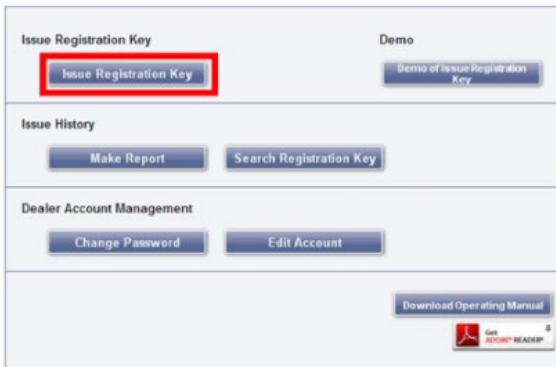 Issue Registration Key
Demo
Issue Registration Key
Demo of Issue Registration
Key
Issue History
Make Report
Search Registration Key
Dealer Account Management
Change Password
Edit Account
Download Operating Manual
Get
ADOBE® READER®